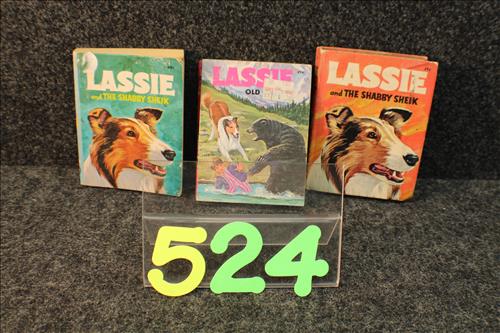 LASSIE
and THE SHABBY SHEIK
LASSIE
OLD
LASSIE
and THE SHABBY SHEIK
524